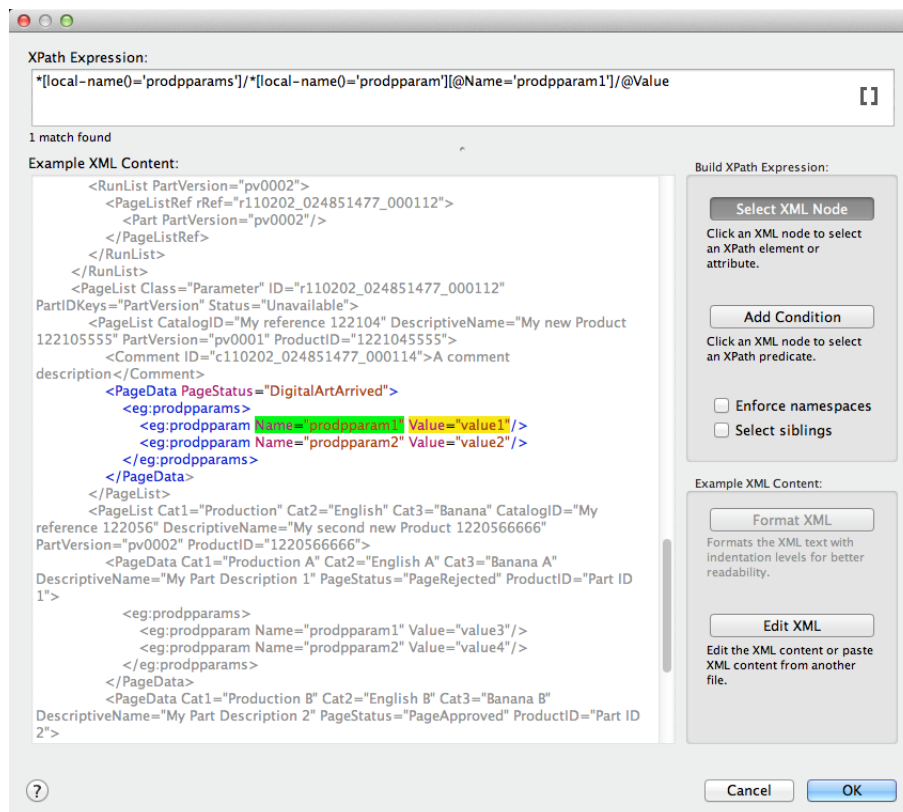 XPath Expression:
*[local-name()='prodpparams']/*[local-name()='prodpparam'][@Name='prodpparam1']/@Value
[]
1 match found
Example XML Content:
<RunList PartVersion="pv0002">
<PageListRef rRef="r110202_024851477_000112">
<Part PartVersion="pv0002"/>
</PageListRef>
</RunList>
</RunList>
<PageList Class="Parameter" ID="r110202_024851477_000112"
PartIDKeys="PartVersion" Status="Unavailable">
<PageList CatalogID="My reference 122104" DescriptiveName="My new Product
122105555" PartVersion="pv0001" ProductID="1221045555">
<Comment ID="c110202_024851477_000114">A comment
description</Comment>
<PageData PageStatus="DigitalArtArrived">
<eg:prodpparams>
<eg:prodpparam Name="prodpparam1" Value="value1"/>
<eg:prodpparam Name="prodpparam2" Value="value2"/>
</eg:prodpparams>
</PageData>
</PageList>
<PageList Cat1="Production" Cat2="English" Cat3="Banana" CatalogID="My
reference 122056" DescriptiveName="My second new Product 1220566666"
PartVersion="pv0002" ProductID="1220566666">
<PageData Cat1="Production A" Cat2="English A" Cat3="Banana A"
DescriptiveName="My Part Description 1" PageStatus="PageRejected" ProductID="Part ID
1">
<eg:prodpparams>
<eg:prodpparam Name="prodpparam1" Value="value3"/>
<eg:prodpparam Name="prodpparam2" Value="value4"/>
</eg:prodpparams>
</PageData>
<PageData Cat1="Production B" Cat2="English B" Cat3="Banana B"
DescriptiveName="My Part Description 2" PageStatus="PageApproved" ProductID="Part ID
2">
Build XPath Expression:
Select XML Node
Click an XML node to select
an XPath element or
attribute.
Add Condition
Click an XML node to select
an XPath predicate.
Enforce namespaces
Select siblings
Example XML Content:
Format XML
Formats the XML text with
indentation levels for better
readability.
Edit XML
Edit the XML content or paste
XML content from another
file.
?
Cancel
OK